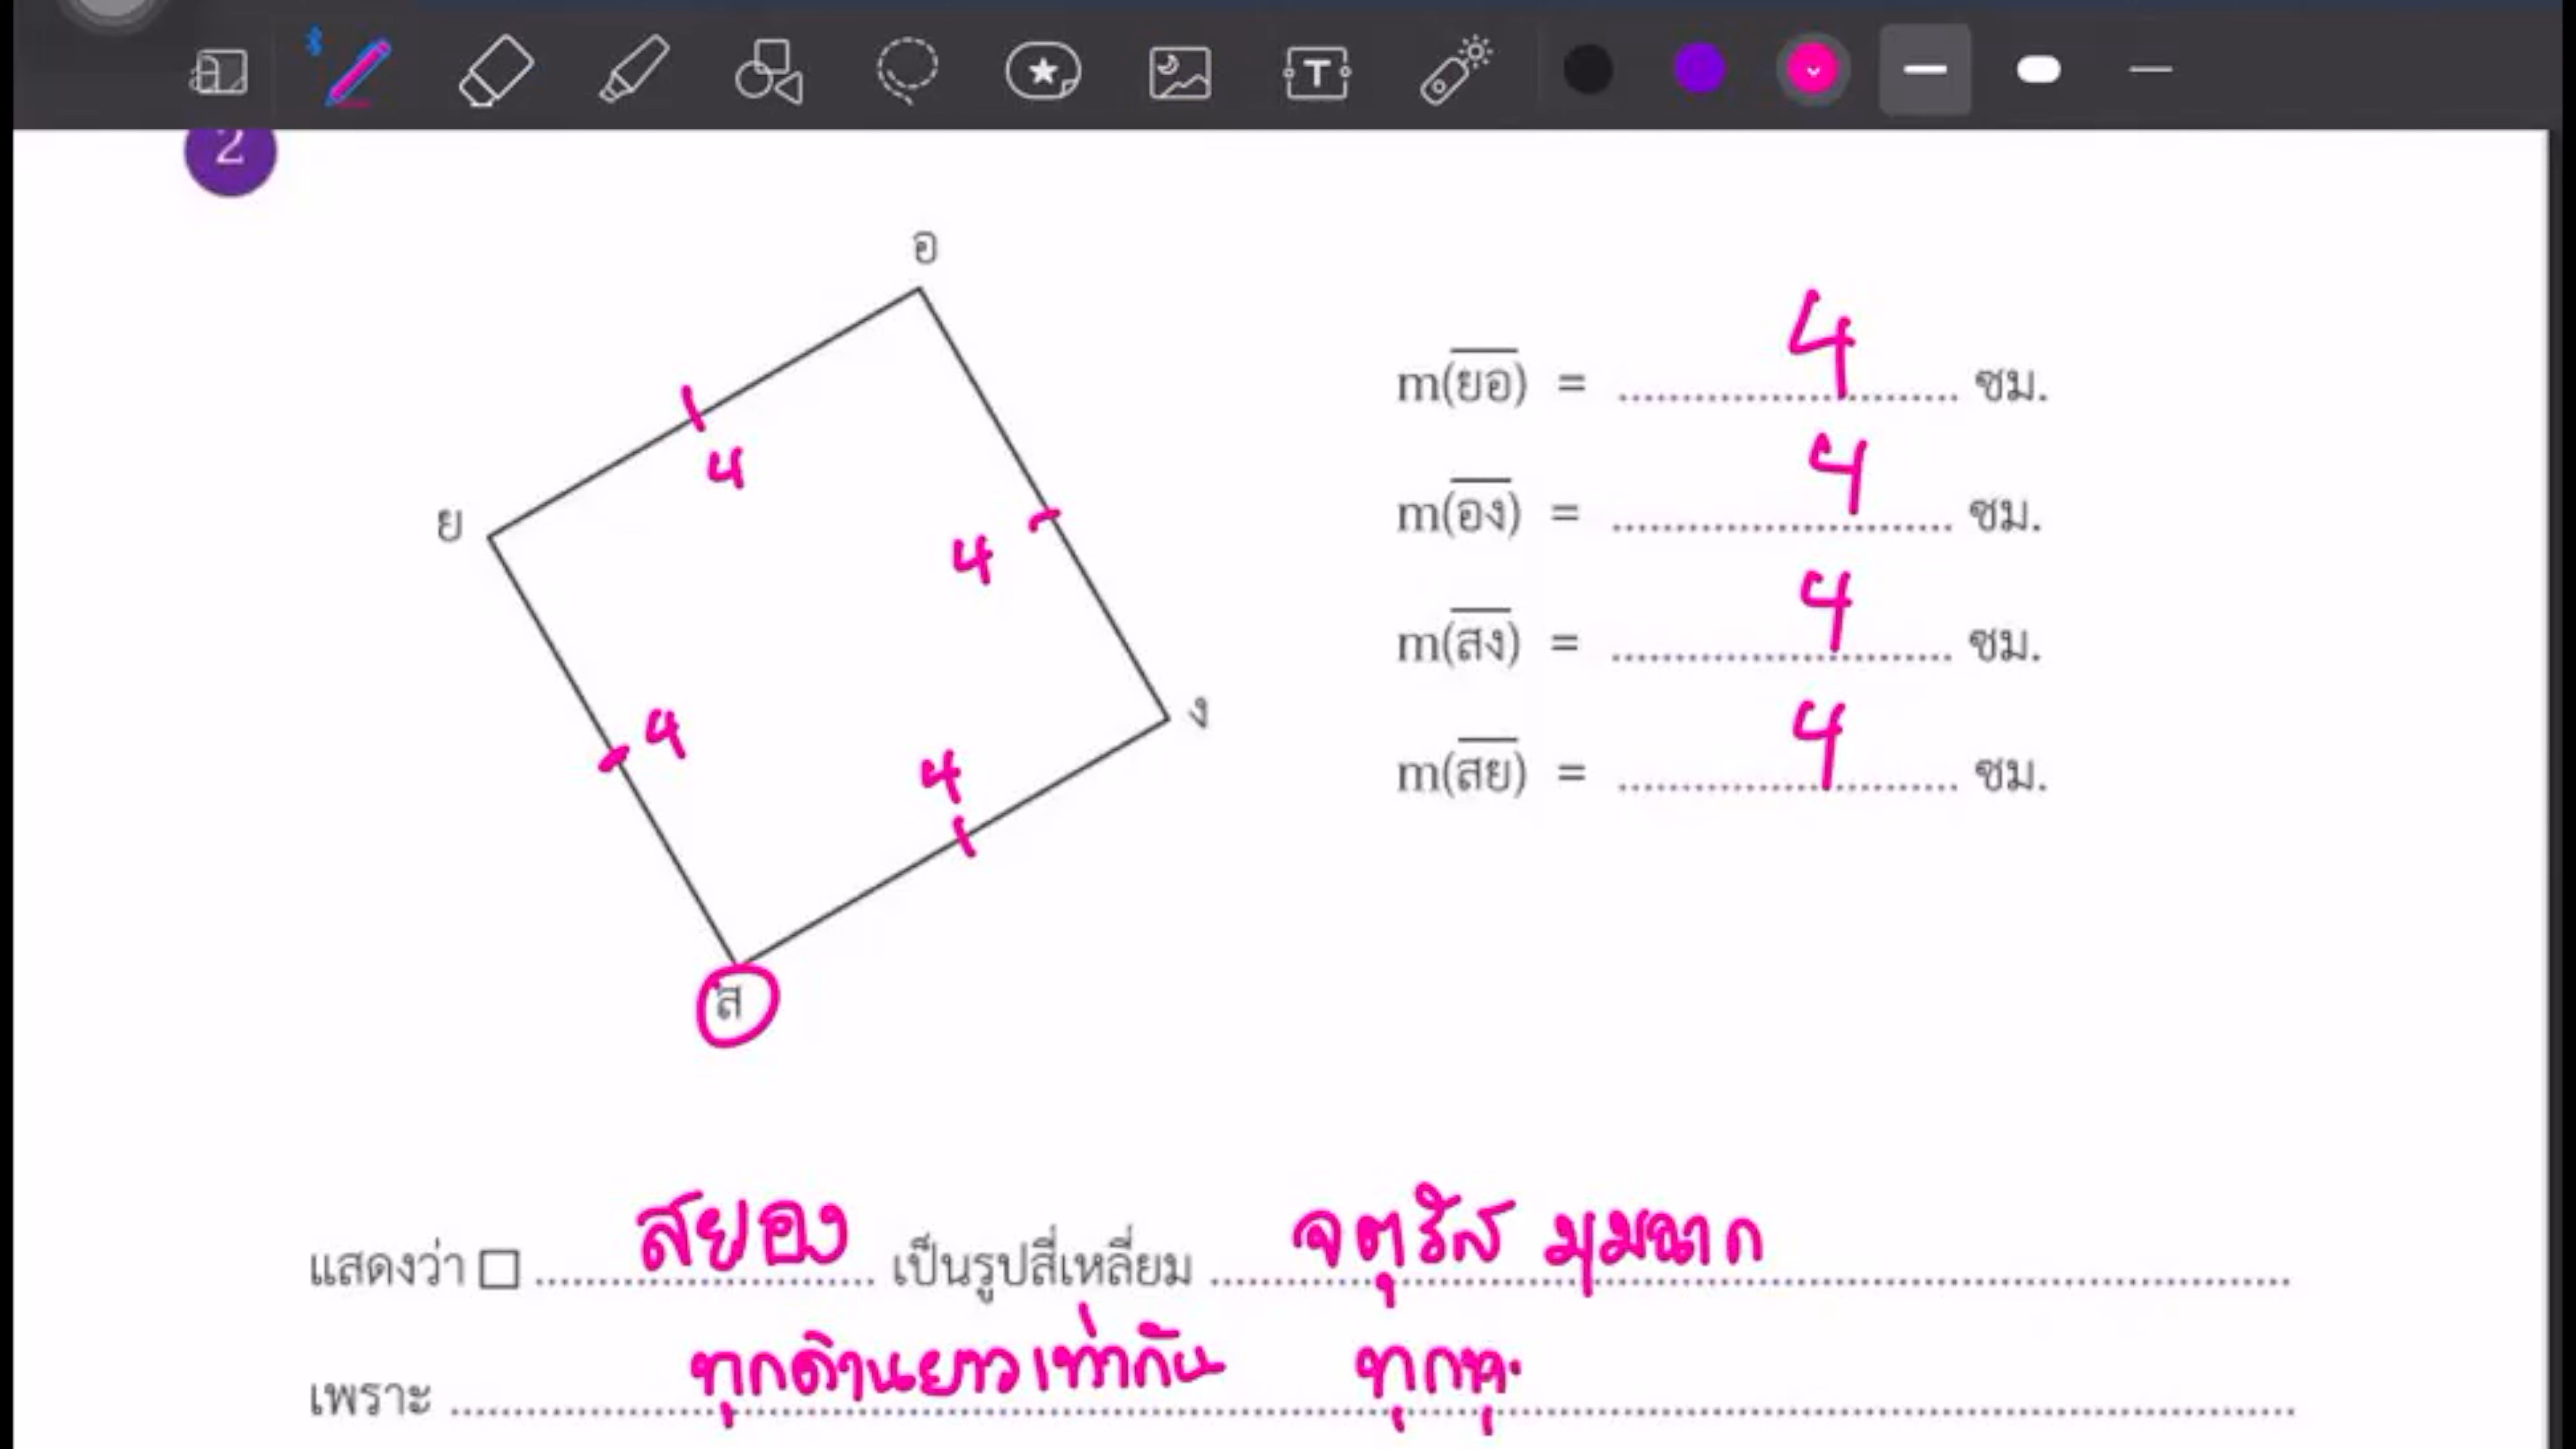 2
อ
ย
ง
ส
4
4
4
4
m(ยอ) = 4 ซม.
m(อง) = 4 ซม.
m(สง) = 4 ซม.
m(สย) = 4 ซม.
แสดงว่า □ สยอง เป็นรูปสี่เหลี่ยม จตุรัส มุมฉาก
เพราะ ทุกด้านยาวเท่ากัน ทุก